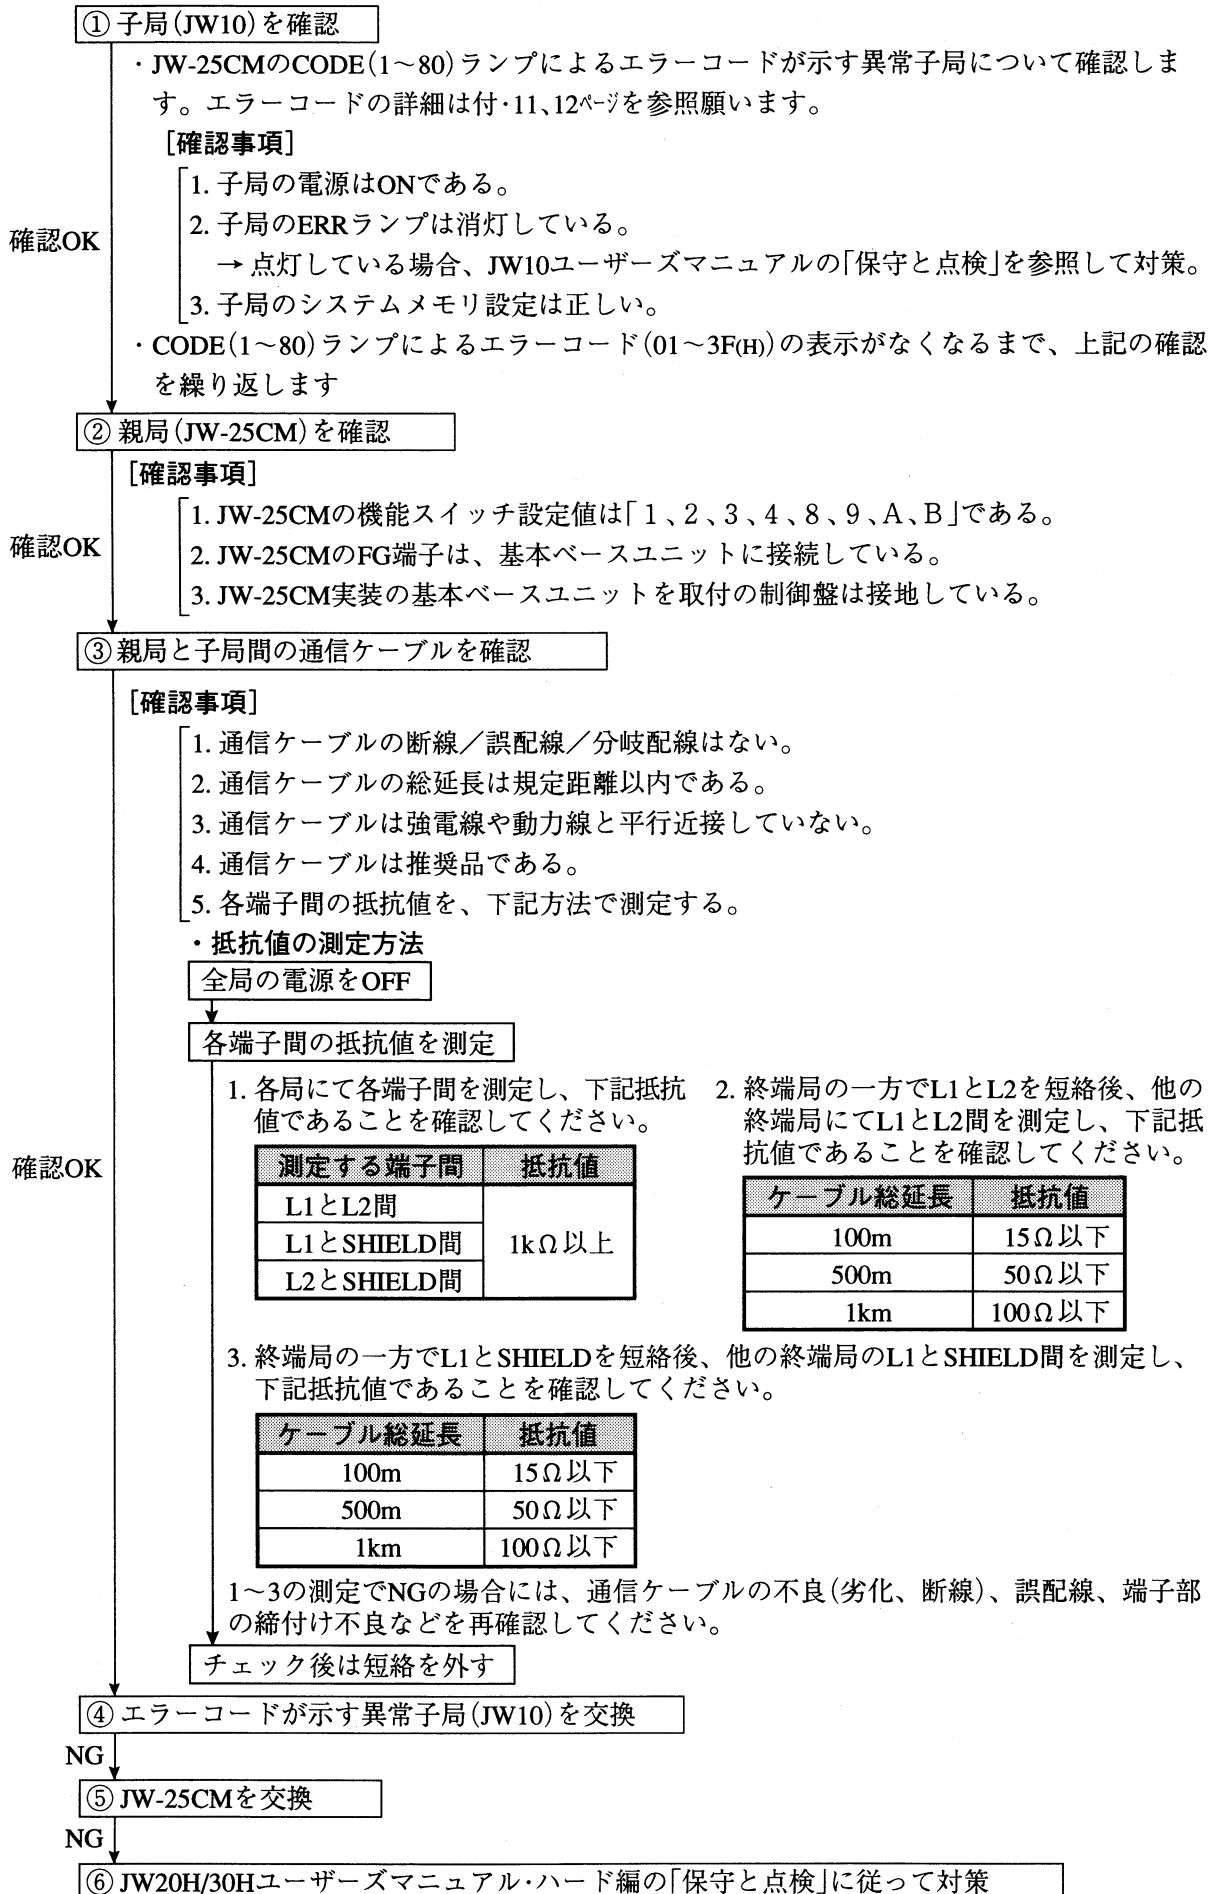 ① 子局(JW10)を確認
・JW-25CMのCODE(1～80)ランプによるエラーコードが示す異常子局について確認しま
す。エラーコードの詳細は付・11、12ページを参照願います。
[確認事項]
1. 子局の電源はONである。
2. 子局のERRランプは消灯している。
→ 点灯している場合、JW10ユーザーズマニュアルの「保守と点検」を参照して対策。
3. 子局のシステムメモリ設定は正しい。
確認OK
・CODE(1～80)ランプによるエラーコード(01～3F(H))の表示がなくなるまで、上記の確認
を繰り返します
② 親局(JW-25CM)を確認
[確認事項]
1. JW-25CMの機能スイッチ設定値は「1、2、3、4、8、9、A、B」である。
2. JW-25CMのFG端子は、基本ベースユニットに接続している。
3. JW-25CM実装の基本ベースユニットを取付の制御盤は接地している。
確認OK
③ 親局と子局間の通信ケーブルを確認
[確認事項]
1. 通信ケーブルの断線／誤配線／分岐配線はない。
2. 通信ケーブルの総延長は規定距離以内である。
3. 通信ケーブルは強電線や動力線と平行近接していない。
4. 通信ケーブルは推奨品である。
5. 各端子間の抵抗値を、下記方法で測定する。
・抵抗値の測定方法
全局の電源をOFF
各端子間の抵抗値を測定
1. 各局にて各端子間を測定し、下記抵抗
値であることを確認してください。
測定する端子間 抵抗値
L1とL2間
L1とSHIELD間 1kΩ以上
L2とSHIELD間
2. 終端局の一方でL1とL2を短絡後、他の
終端局にてL1とL2間を測定し、下記抵
抗値であることを確認してください。
ケーブル総延長 抵抗値
100m 15Ω以下
500m 50Ω以下
1km 100Ω以下
確認OK
3. 終端局の一方でL1とSHIELDを短絡後、他の終端局のL1とSHIELD間を測定し、
下記抵抗値であることを確認してください。
ケーブル総延長 抵抗値
100m 15Ω以下
500m 50Ω以下
1km 100Ω以下
1～3の測定でNGの場合には、通信ケーブルの不良(劣化、断線)、誤配線、端子部
の締付け不良などを再確認してください。
チェック後は短絡を外す
④ エラーコードが示す異常子局(JW10)を交換
NG
⑤ JW-25CMを交換
NG
⑥ JW20H/30Hユーザーズマニュアル・ハード編の「保守と点検」に従って対策